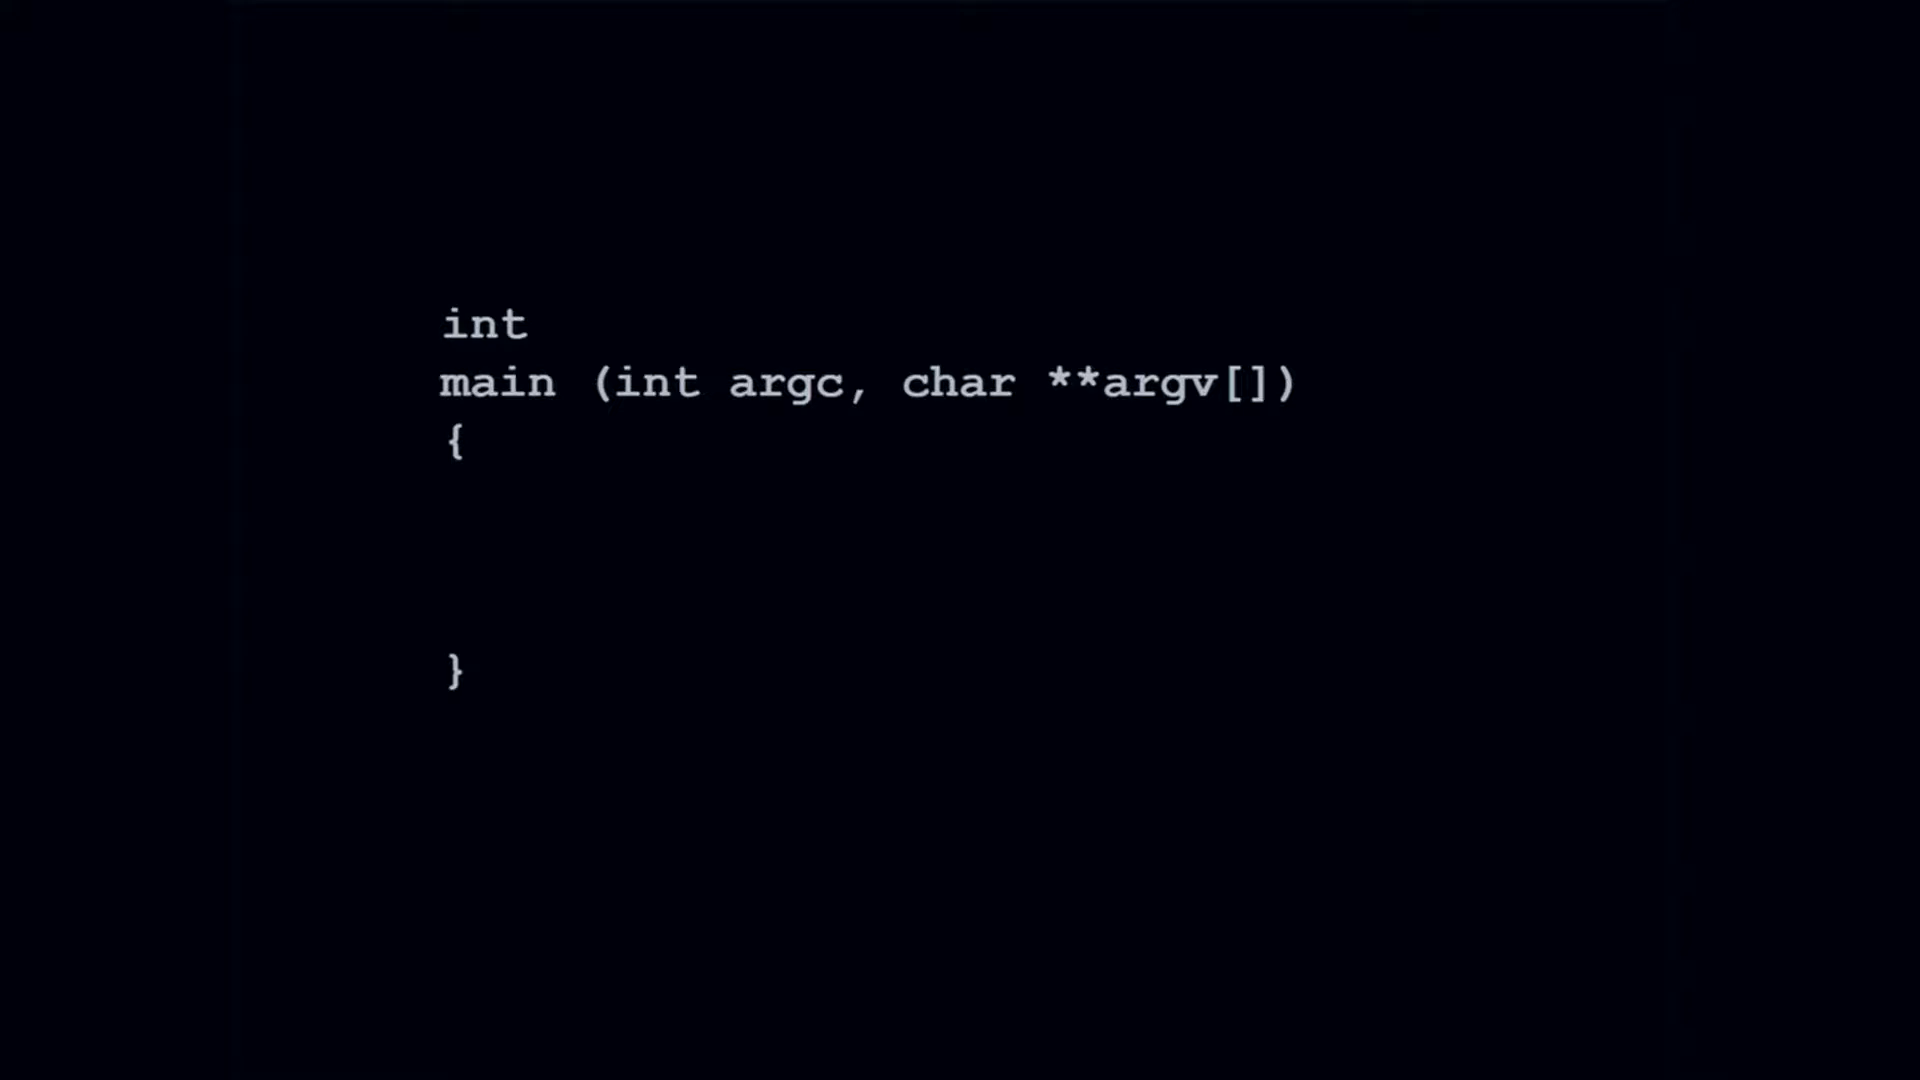 int
main (int argc, char **argv[])
{
}